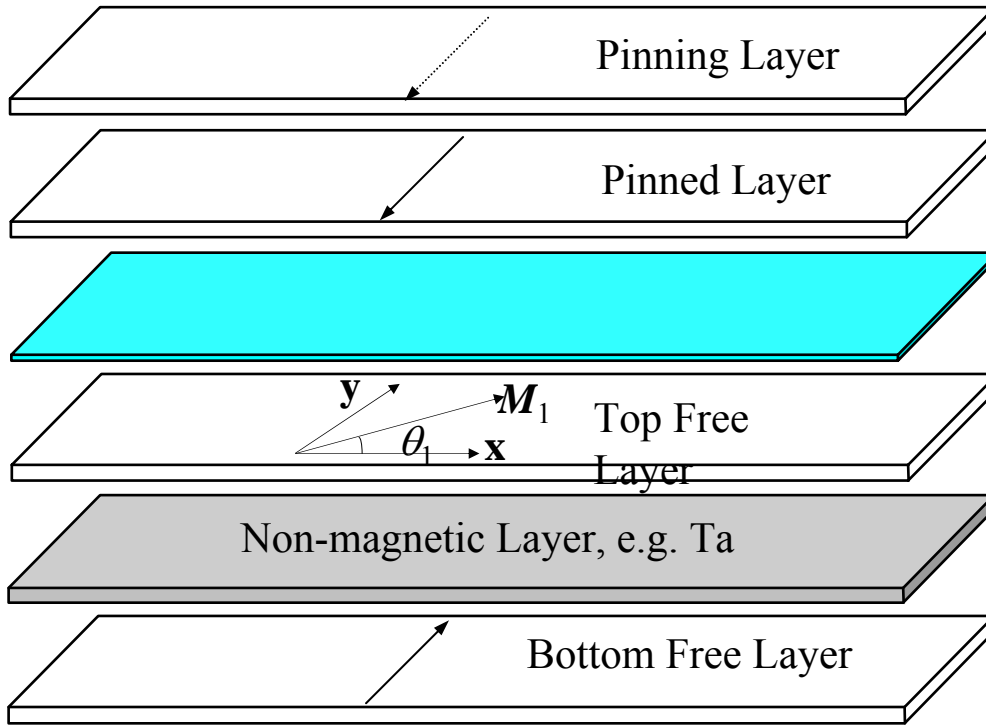 Pinning Layer
Pinned Layer
y
M1
θ1
x
Top Free
Layer
Non-magnetic Layer, e.g. Ta
Bottom Free Layer